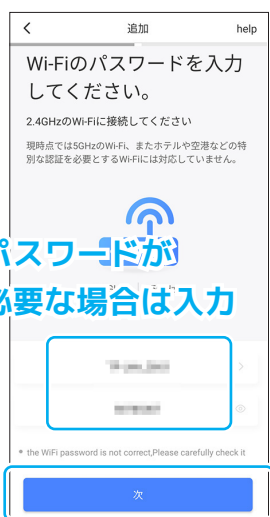 追加
help
Wi-Fiのパスワードを入力
してください。
2.4GHzのWi-Fiに接続してください
現時点では5GHzのWi-Fi、またホテルや空港などの特
別な認証を必要とするWi-Fiには対応していません。
パスワードが
必要な場合は入力
* the WiFi password is not correct,Please carefully check it
次